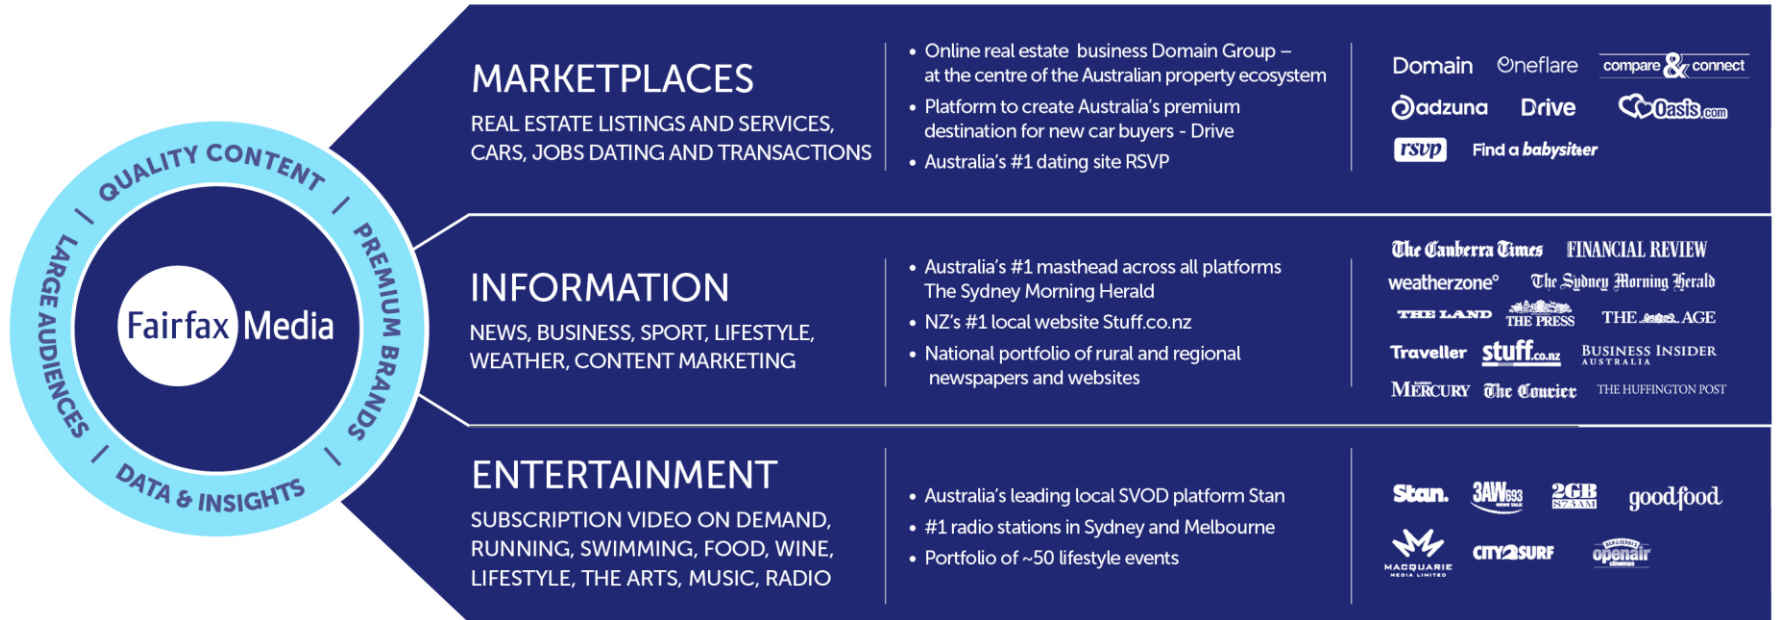 QUALITY CONTENT | PREMIUM BRANDS | DATA & INSIGHTS | LARGE AUDIENCES |
Fairfax Media
MARKETPLACES
REAL ESTATE LISTINGS AND SERVICES,
CARS, JOBS DATING AND TRANSACTIONS
• Online real estate business Domain Group –
at the centre of the Australian property ecosystem
• Platform to create Australia's premium
destination for new car buyers - Drive
• Australia's #1 dating site RSVP
Domain Oneflare compare & connect
adzuna Drive Oasis.com
rsvp Find a babysitter
INFORMATION
NEWS, BUSINESS, SPORT, LIFESTYLE,
WEATHER, CONTENT MARKETING
• Australia's #1 masthead across all platforms
The Sydney Morning Herald
• NZ's #1 local website Stuff.co.nz
• National portfolio of rural and regional
newspapers and websites
The Canberra Times FINANCIAL REVIEW
weatherzone° The Sydney Morning Herald
THE LAND THE PRESS THE AGE
Traveller stuff.co.nz BUSINESS INSIDER
AUSTRALIA
MERCURY The Courier THE HUFFINGTON POST
ENTERTAINMENT
SUBSCRIPTION VIDEO ON DEMAND,
RUNNING, SWIMMING, FOOD, WINE,
LIFESTYLE, THE ARTS, MUSIC, RADIO
• Australia's leading local SVOD platform Stan
• #1 radio stations in Sydney and Melbourne
• Portfolio of ~50 lifestyle events
Stan. 3AW693 2GB goodfood
NEWS TALK 873AM
MACQUARIE
MEDIA LIMITED
CITY2SURF
openair
cinemas